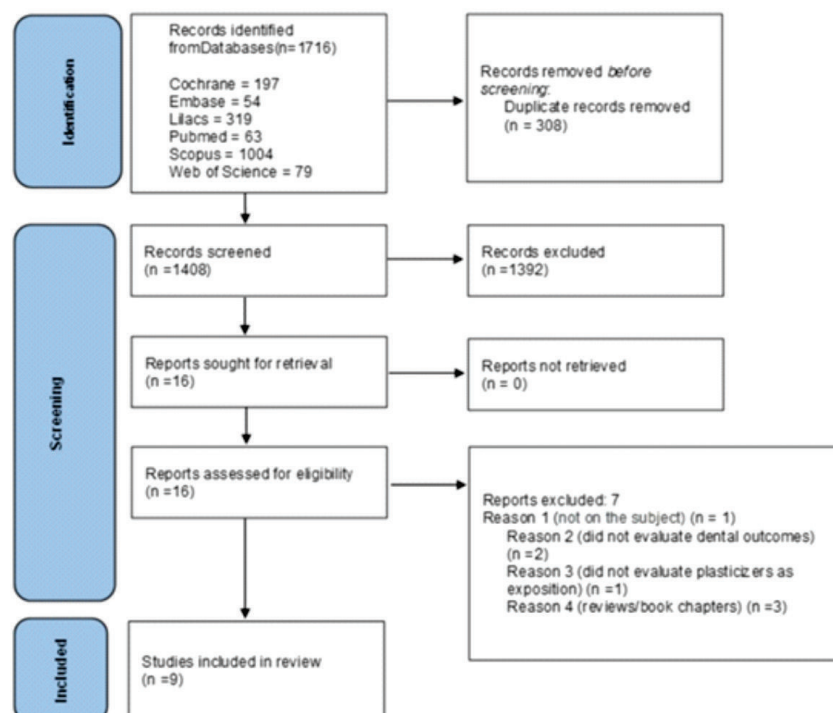 Identification
Records identified
fromDatabases(n=1716)
Cochrane = 197
Embase = 54
Lilacs = 319
Pubmed = 63
Scopus = 1004
Web of Science = 79
Records removed before
screening:
Duplicate records removed
(n = 308)
Screening
Records screened
(n =1408)
Records excluded
(n =1392)
Reports sought for retrieval
(n =16)
Reports not retrieved
(n = 0)
Reports assessed for eligibility
(n =16)
Reports excluded: 7
Reason 1 (not on the subject) (n = 1)
Reason 2 (did not evaluate dental outcomes)
(n =2)
Reason 3 (did not evaluate plasticizers as
exposition) (n =1)
Reason 4 (reviews/book chapters) (n =3)
Included
Studies included in review
(n =9)